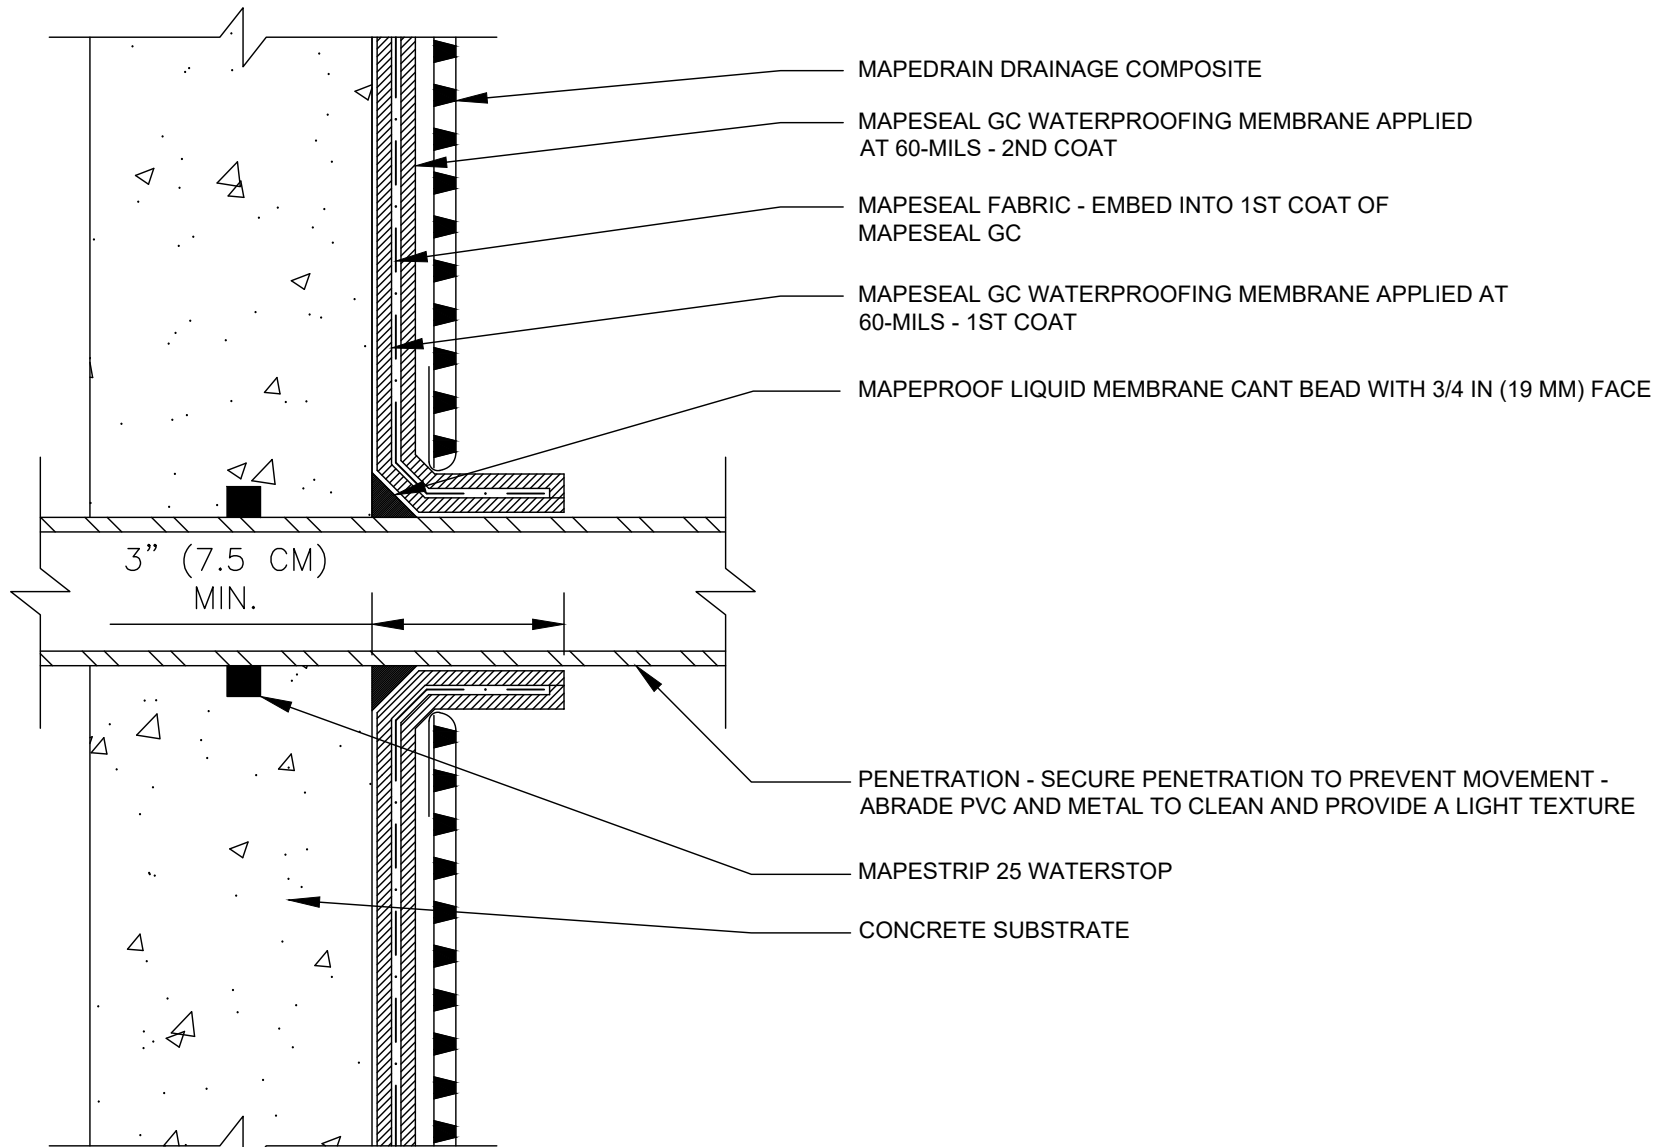 MAPEDRAIN DRAINAGE COMPOSITE
MAPESEAL GC WATERPROOFING MEMBRANE APPLIED
AT 60-MILS - 2ND COAT
MAPESEAL FABRIC - EMBED INTO 1ST COAT OF
MAPESEAL GC
MAPESEAL GC WATERPROOFING MEMBRANE APPLIED AT
60-MILS - 1ST COAT
MAPEPROOF LIQUID MEMBRANE CANT BEAD WITH 3/4 IN (19 MM) FACE
3” (7.5 CM)
MIN.
PENETRATION - SECURE PENETRATION TO PREVENT MOVEMENT -
ABRADE PVC AND METAL TO CLEAN AND PROVIDE A LIGHT TEXTURE
MAPESTRIP 25 WATERSTOP
CONCRETE SUBSTRATE